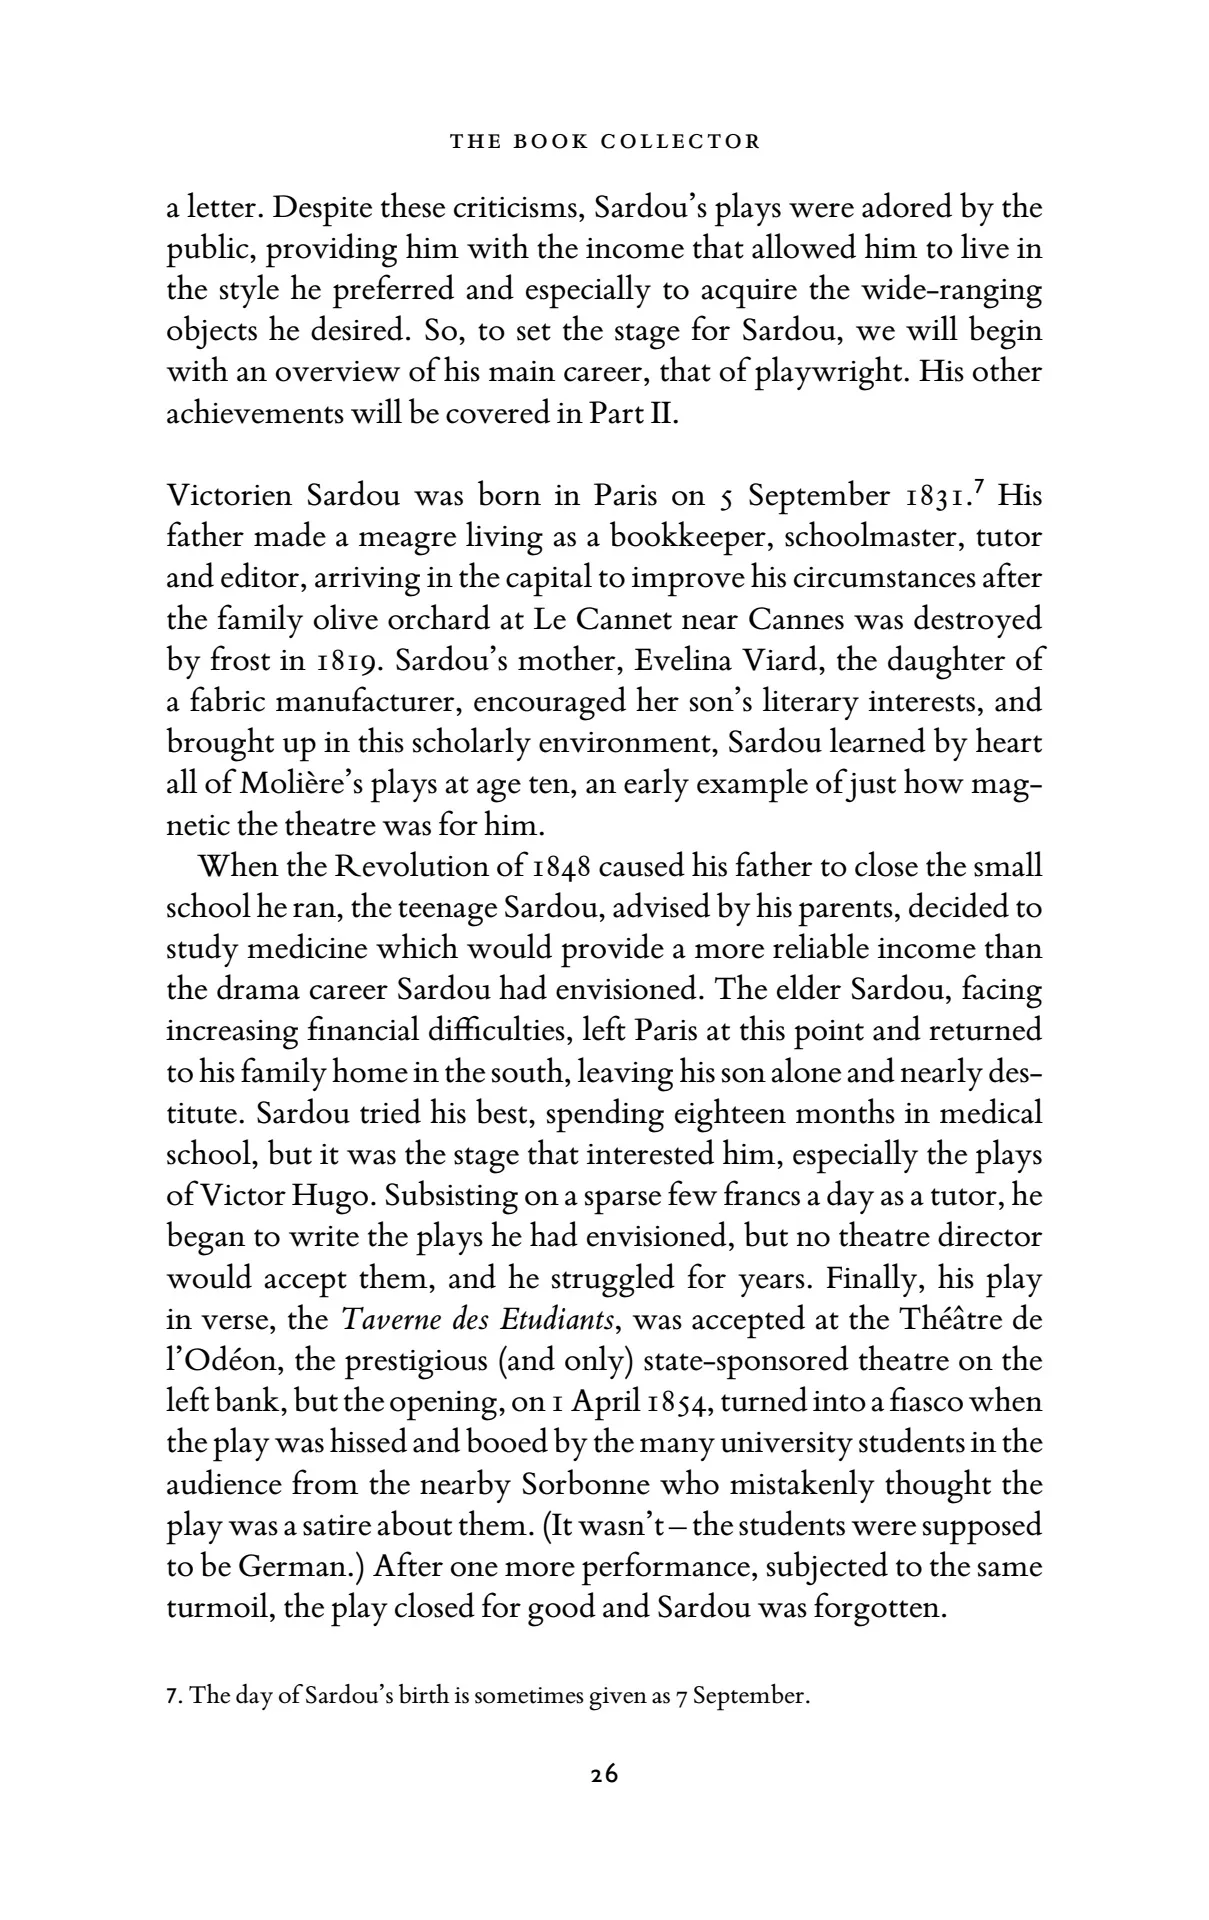 THE BOOK COLLECTOR
a letter. Despite these criticisms, Sardou’s plays were adored by the
public, providing him with the income that allowed him to live in
the style he preferred and especially to acquire the wide-ranging
objects he desired. So, to set the stage for Sardou, we will begin
with an overview of his main career, that of playwright. His other
achievements will be covered in Part II.
Victorien Sardou was born in Paris on 5 September 1831.7 His
father made a meagre living as a bookkeeper, schoolmaster, tutor
and editor, arriving in the capital to improve his circumstances after
the family olive orchard at Le Cannet near Cannes was destroyed
by frost in 1819. Sardou’s mother, Evelina Viard, the daughter of
a fabric manufacturer, encouraged her son’s literary interests, and
brought up in this scholarly environment, Sardou learned by heart
all of Molière’s plays at age ten, an early example of just how mag-
netic the theatre was for him.
When the Revolution of 1848 caused his father to close the small
school he ran, the teenage Sardou, advised by his parents, decided to
study medicine which would provide a more reliable income than
the drama career Sardou had envisioned. The elder Sardou, facing
increasing financial difficulties, left Paris at this point and returned
to his family home in the south, leaving his son alone and nearly des-
titute. Sardou tried his best, spending eighteen months in medical
school, but it was the stage that interested him, especially the plays
of Victor Hugo. Subsisting on a sparse few francs a day as a tutor, he
began to write the plays he had envisioned, but no theatre director
would accept them, and he struggled for years. Finally, his play
in verse, the Taverne des Etudiants, was accepted at the Théâtre de
l’Odéon, the prestigious (and only) state-sponsored theatre on the
left bank, but the opening, on 1 April 1854, turned into a fiasco when
the play was hissed and booed by the many university students in the
audience from the nearby Sorbonne who mistakenly thought the
play was a satire about them. (It wasn’t – the students were supposed
to be German.) After one more performance, subjected to the same
turmoil, the play closed for good and Sardou was forgotten.
7. The day of Sardou’s birth is sometimes given as 7 September.
26